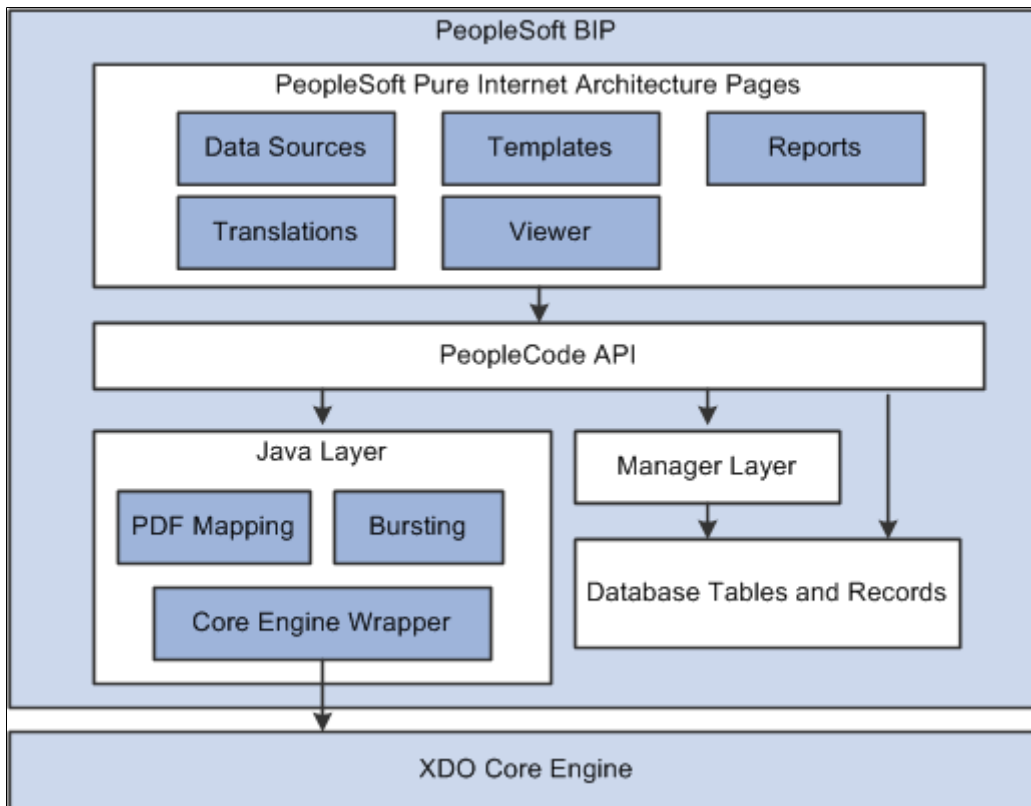 PeopleSoft BIP
PeopleSoft Pure Internet Architecture Pages
Data Sources
Templates
Reports
Translations
Viewer
PeopleCode API
Java Layer
PDF Mapping
Bursting
Core Engine Wrapper
Manager Layer
Database Tables and Records
XDO Core Engine